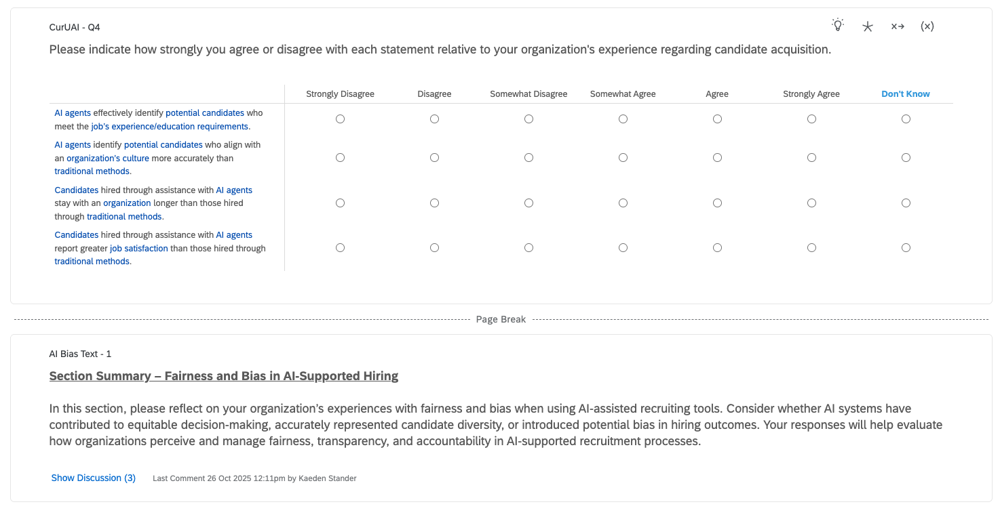 CurUAI - Q4
Please indicate how strongly you agree or disagree with each statement relative to your organization's experience regarding candidate acquisition.
Strongly Disagree Disagree Somewhat Disagree Somewhat Agree Agree Strongly Agree Don't Know
AI agents effectively identify potential candidates who
meet the job's experience/education requirements.
AI agents identify potential candidates who align with
an organization's culture more accurately than
traditional methods.
Candidates hired through assistance with AI agents
stay with an organization longer than those hired
through traditional methods.
Candidates hired through assistance with AI agents
report greater job satisfaction than those hired through
traditional methods.
Page Break
AI Bias Text - 1
Section Summary – Fairness and Bias in AI-Supported Hiring
In this section, please reflect on your organization's experiences with fairness and bias when using AI-assisted recruiting tools. Consider whether AI systems have
contributed to equitable decision-making, accurately represented candidate diversity, or introduced potential bias in hiring outcomes. Your responses will help evaluate
how organizations perceive and manage fairness, transparency, and accountability in AI-supported recruitment processes.
Show Discussion (3) Last Comment 26 Oct 2025 12:11pm by Kaeden Stander